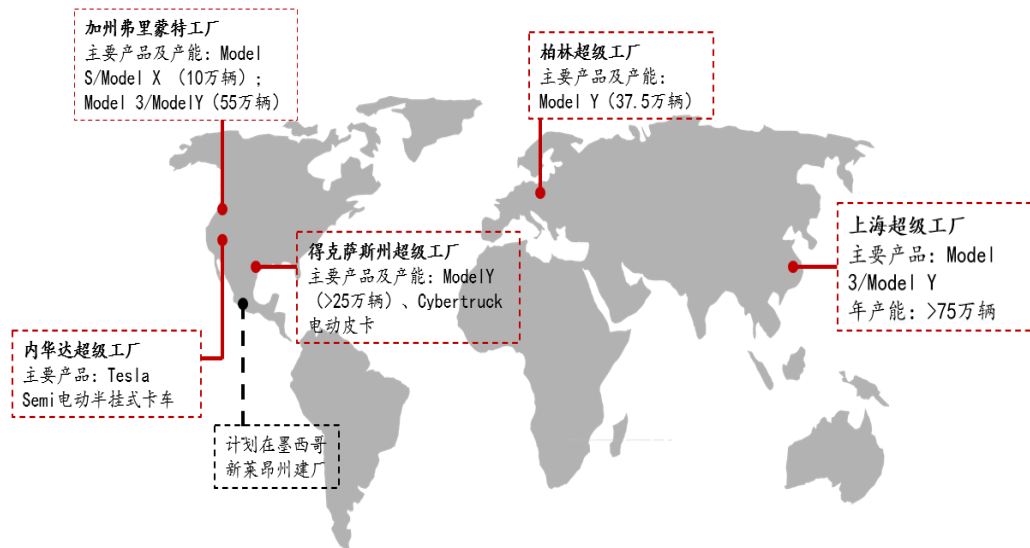 加州弗里蒙特工厂
主要产品及产能：Model
S/Model X （10万辆）；
Model 3/ModelY（55万辆）
柏林超级工厂
主要产品及产能：
Model Y（37.5万辆）
上海超级工厂
主要产品：Model
3/Model Y
年产能：>75万辆
得克萨斯州超级工厂
主要产品及产能：ModelY
（>25万辆）、Cybertruck
电动皮卡
内华达超级工厂
主要产品：Tesla
Semi电动半挂式卡车
计划在墨西哥
新莱昂州建厂